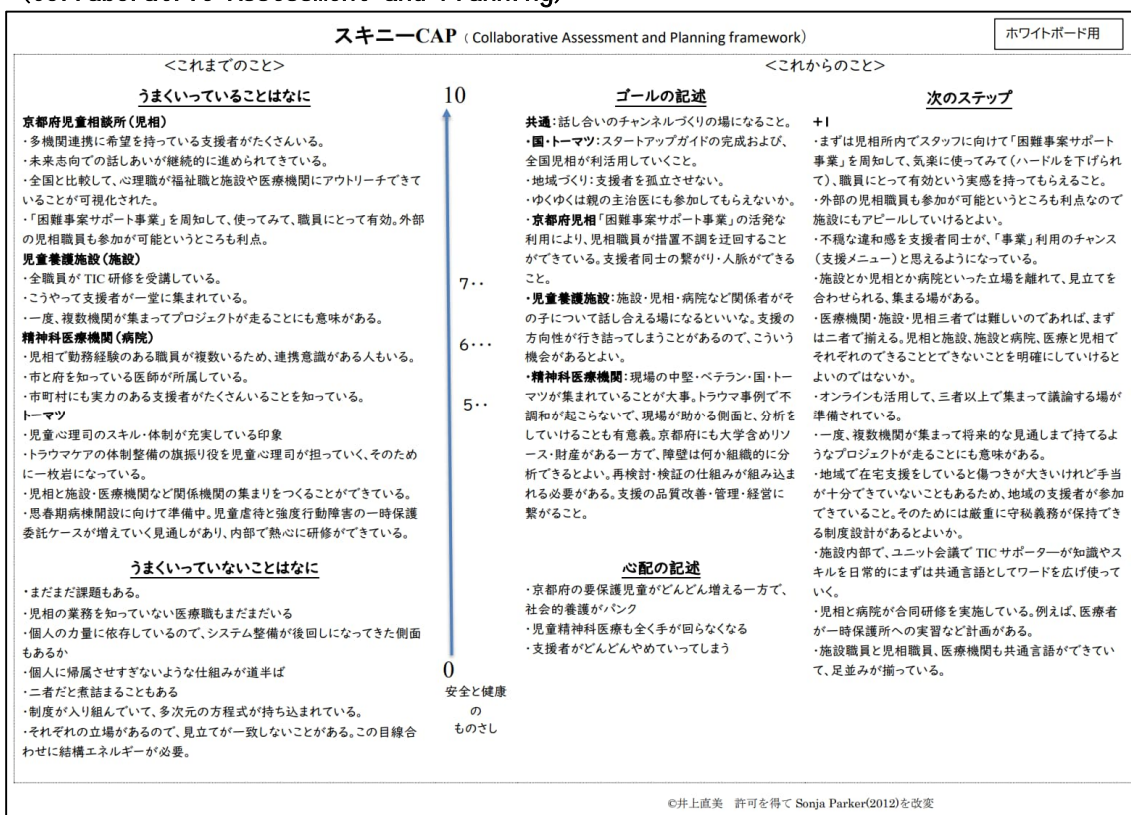 (Collaborative Assessment and Planning)
スキニーCAP ( Collaborative Assessment and Planning framework)
ホワイトボード用
<これまでのこと>
うまくいっていることはなに
京都府児童相談所(児相)
・多機関連携に希望を持っている支援者がたくさんいる。
・未来志向での話しあいが継続的に進められてきている。
・全国と比較して、心理職が福祉職と施設や医療機関にアウトリーチできて
いることが可視化された。
・「困難事案サポート事業」を周知して、使ってみて、職員にとって有効。外部
の児相職員も参加が可能というところも利点。
児童養護施設(施設)
・全職員が TIC 研修を受講している。
・こうやって支援者が一堂に集まれている。
・一度、複数機関が集まってプロジェクトが走ることにも意味がある。
精神科医療機関(病院)
・児相で勤務経験のある職員が複数いるため、連携意識がある人もいる。
・市と府を知っている医師が所属している。
・市町村にも実力のある支援者がたくさんいることを知っている。
トーマツ
・児童心理司のスキル・体制が充実している印象
・トラウマケアの体制整備の旗振り役を児童心理司が担っていく、そのため
に一枚岩になっている。
・児相と施設・医療機関など関係機関の集まりをつくることができている。
・思春期病棟開設に向けて準備中。児童虐待と強度行動障害の一時保護
委託ケースが増えていく見通しがあり、内部で熱心に研修ができている。
うまくいっていないことはなに
・まだまだ課題もある。
・児相の業務を知っていない医療職もまだまだいる
・個人の力量に依存しているので、システム整備が後回しになってきた側面
もあるか
・個人に帰属させすぎないような仕組みが道半ば
・二者だと煮詰まることもある
・制度が入り組んでいて、多次元の方程式が持ち込まれている。
・それぞれの立場があるので、見立てが一致しないことがある。この目線合
わせに結構エネルギーが必要。
10
7・・
6・・・
5・・
0
安全と健康
の
ものさし
<これからのこと>
ゴールの記述
共通:話し合いのチャンネルづくりの場になること。
・国・トーマツ:スタートアップガイドの完成および、
全国児相が利活用していくこと。
・地域づくり:支援者を孤立させない。
・ゆくゆくは親の主治医にも参加してもらえないか。
・京都府児相「困難事案サポート事業」の活発な
利用により、児相職員が措置不調を迂回すること
ができている。支援者同士の繋がり・人脈ができる
こと。
・児童養護施設:施設・児相・病院など関係者がそ
の子について話し合える場になるといいな。支援の
方向性が行き詰ってしまうことがあるので、こういう
機会があるとよい。
・精神科医療機関:現場の中堅・ベテラン・国・トー
マツが集まれていることが大事。トラウマ事例で不
調和が起こらないで、現場が助かる側面と、分析を
していけることも有意義。京都府にも大学含めリソ
ース・財産がある一方で、障壁は何か組織的に分
析できるとよい。再検討・検証の仕組みが組み込ま
れる必要がある。支援の品質改善・管理・経営に
繋がること。
心配の記述
・京都府の要保護児童がどんどん増える一方で、
社会的養護がパンク
・児童精神科医療も全く手が回らなくなる
・支援者がどんどんやめていってしまう
次のステップ
+1
・まずは児相所内でスタッフに向けて「困難事案サポート
事業」を周知して、気楽に使ってみて(ハードルを下げられ
て)、職員にとって有効という実感を持ってもらえること。
・外部の児相職員も参加が可能というところも利点なので
施設にもアピールしていけるとよい。
・不穏な違和感を支援者同士が、「事業」利用のチャンス
(支援メニュー)と思えるようになっている。
・施設とか児相とか病院といった立場を離れて、見立てを
合わせられる、集まる場がある。
・医療機関・施設・児相三者では難しいのであれば、まず
は二者で揃える。児相と施設、施設と病院、医療と児相で
それぞれのできることとできないことを明確にしていけると
よいのではないか。
・オンラインも活用して、三者以上で集まって議論する場が
準備されている。
・一度、複数機関が集まって将来的な見通しまで持てるよ
うなプロジェクトが走ることにも意味がある。
・地域で在宅支援をしていると傷つきが大きいけれど手当
が十分できていないこともあるため、地域の支援者が参加
できていること。そのためには厳重に守秘義務が保持でき
る制度設計があるとよいか。
・施設内部で、ユニット会議で TIC サポーターが知識やス
キルを日常的にまずは共通言語としてワードを広げ使って
いく。
・児相と病院が合同研修を実施している。例えば、医療者
が一時保護所への実習など計画がある。
・施設職員と児相職員、医療機関も共通言語ができてい
て、足並みが揃っている。
©井上直美 許可を得て Sonja Parker(2012)を改変